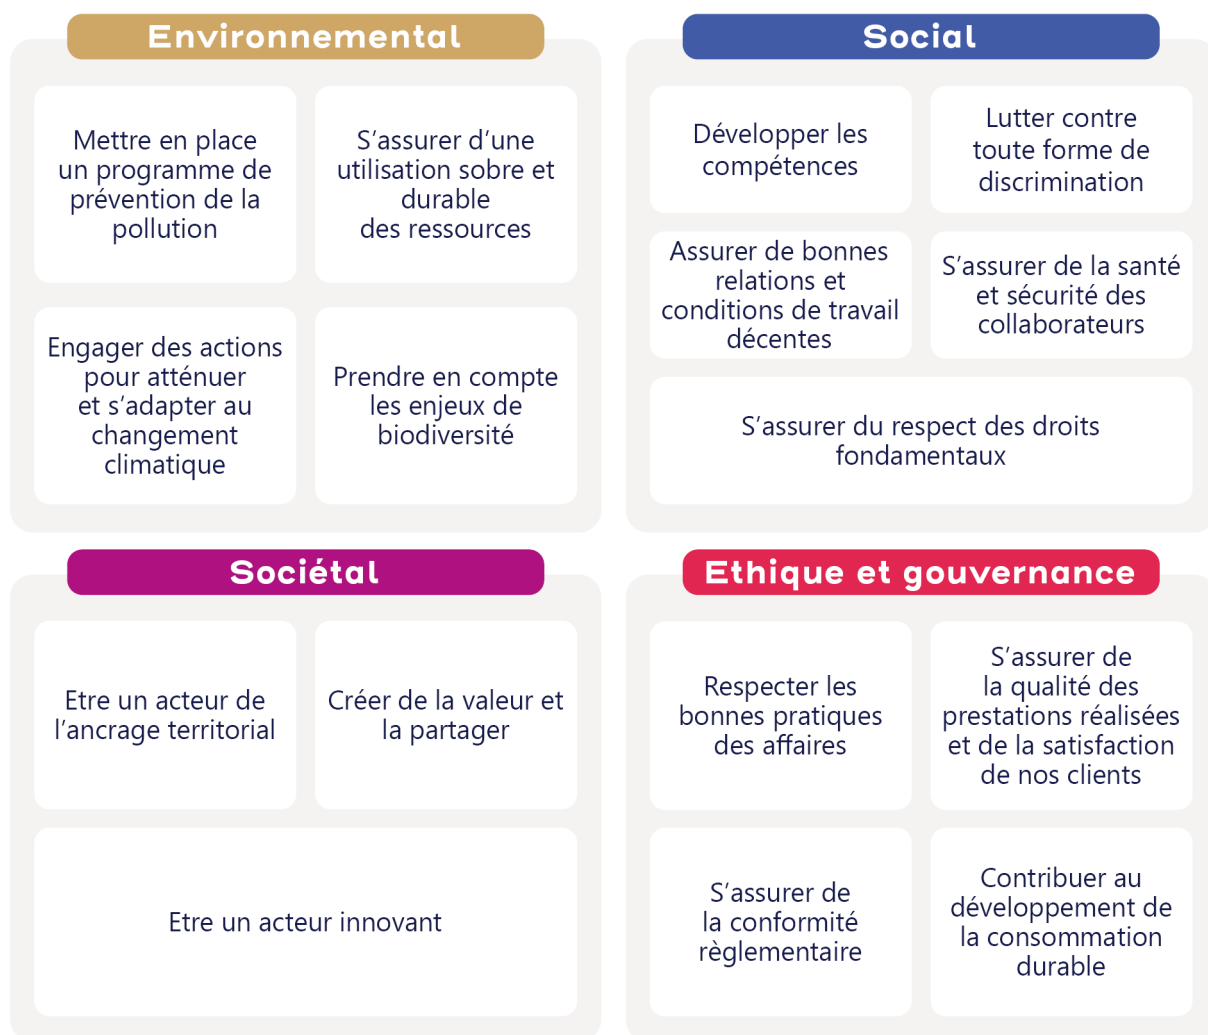 Environnemental
Mettre en place
un programme de
prévention de la
pollution
S’assurer d’une
utilisation sobre et
durable
des ressources
Engager des actions
pour atténuer
et s’adapter au
changement
climatique
Prendre en compte
les enjeux de
biodiversité
Social
Développer les
compétences
Lutter contre
toute forme de
discrimination
Assurer de bonnes
relations et
conditions de travail
décentes
S’assurer de la santé
et sécurité des
collaborateurs
S’assurer du respect des droits
fondamentaux
Sociétal
Etre un acteur de
l’ancrage territorial
Créer de la valeur et
la partager
Etre un acteur innovant
Ethique et gouvernance
Respecter les
bonnes pratiques
des affaires
S’assurer de
la qualité des
prestations réalisées
et de la satisfaction
de nos clients
S’assurer de
la conformité
règlementaire
Contribuer au
développement de
la consommation
durable